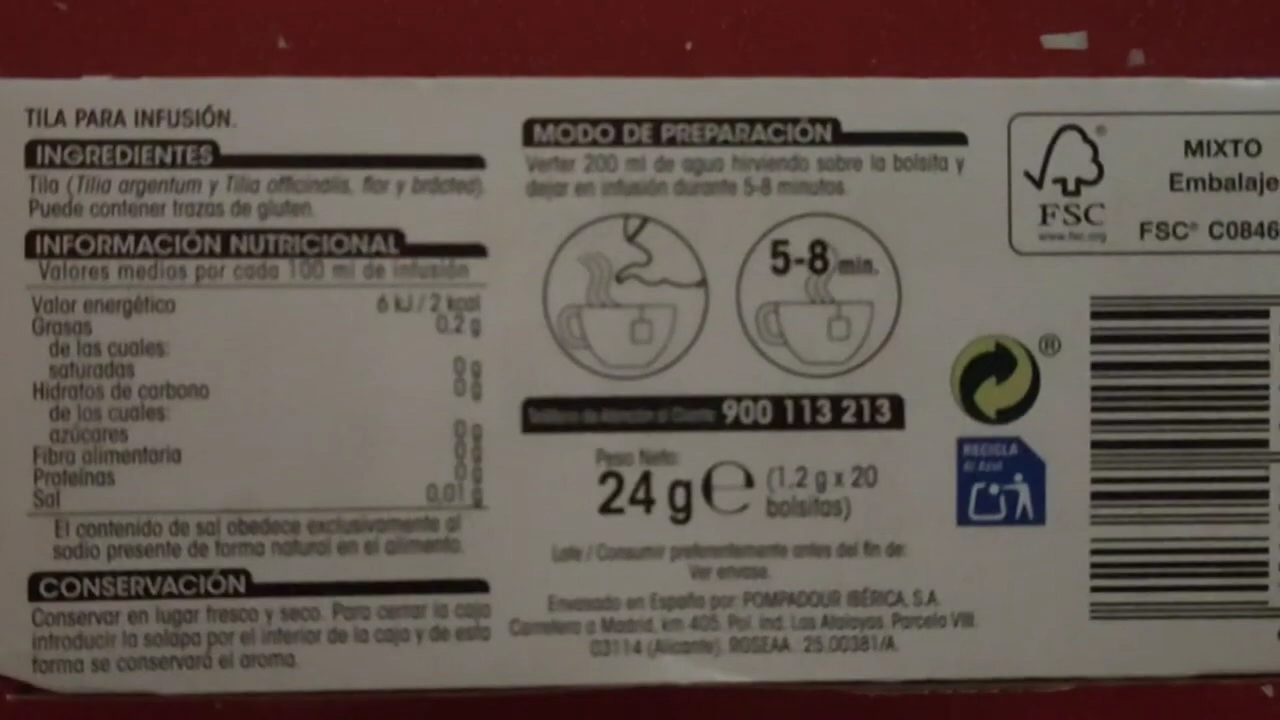 TILA PARA INFUSIÓN.
INGREDIENTES
Tila (Tilia argentum y Tilia officinalis, flor y bráctea).
Puede contener trazas de gluten.
INFORMACIÓN NUTRICIONAL
Valores medios por cada 100 ml de infusión
Valor energético 6 kJ / 2 kcal
Grasas 0,2 g
de las cuales:
saturadas 0 g
Hidratos de carbono 0 g
de los cuales:
azúcares 0 g
Fibra alimentaria 0 g
Proteínas 0 g
Sal 0,01 g
El contenido de sal obedece exclusivamente al
sodio presente de forma natural en el alimento.
CONSERVACIÓN
Conservar en lugar fresco y seco. Para cerrar la caja
introducir la solapa por el interior de la caja y de esta
forma se conservará el aroma.
MODO DE PREPARACIÓN
Verter 200 ml de agua hirviendo sobre la bolsita y
dejar en infusión durante 5-8 minutos.
5-8 min.
Teléfono de Atención al Cliente 900 113 213
Peso Neto:
24 g e (1.2 g x 20
bolsitas)
Lote / Consumir preferentemente antes del fin de:
Ver envase.
Envasado en España por: POMPADOUR IBÉRICA, S.A.
Carretera a Madrid, km 405. Pol. Ind. Las Atalayas. Parcela VIII.
03114 (Alicante). RGSEAA: 25.00381/A.
FSC
www.fsc.org
MIXTO
Embalaje
FSC® C0846
®
RECICLA
Al Azul